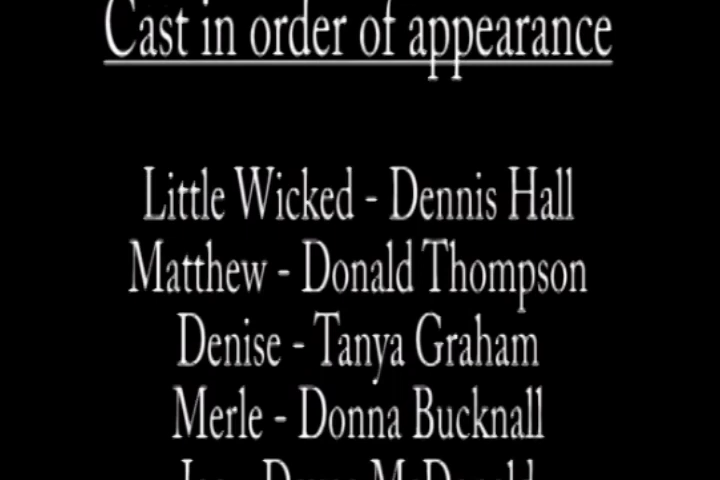 Cast in order of appearance
Little Wicked - Dennis Hall
Matthew - Donald Thompson
Denise - Tanya Graham
Merle - Donna Bucknall